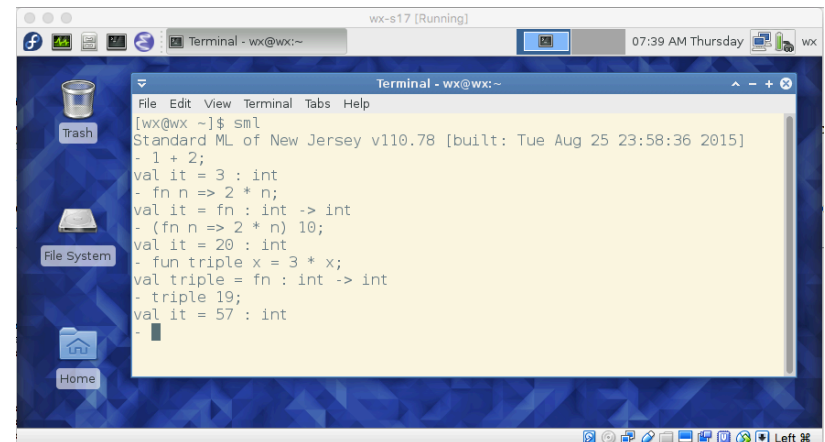 wx-s17 [Running]
Terminal - wx@wx:~
07:39 AM Thursday
wx
Terminal - wx@wx:~
File Edit View Terminal Tabs Help
[wx@wx ~]$ sml
Standard ML of New Jersey v110.78 [built: Tue Aug 25 23:58:36 2015]
- 1 + 2;
val it = 3 : int
- fn n => 2 * n;
val it = fn : int -> int
- (fn n => 2 * n) 10;
val it = 20 : int
- fun triple x = 3 * x;
val triple = fn : int -> int
- triple 19;
val it = 57 : int
-
Trash
File System
Home
Left ⌘